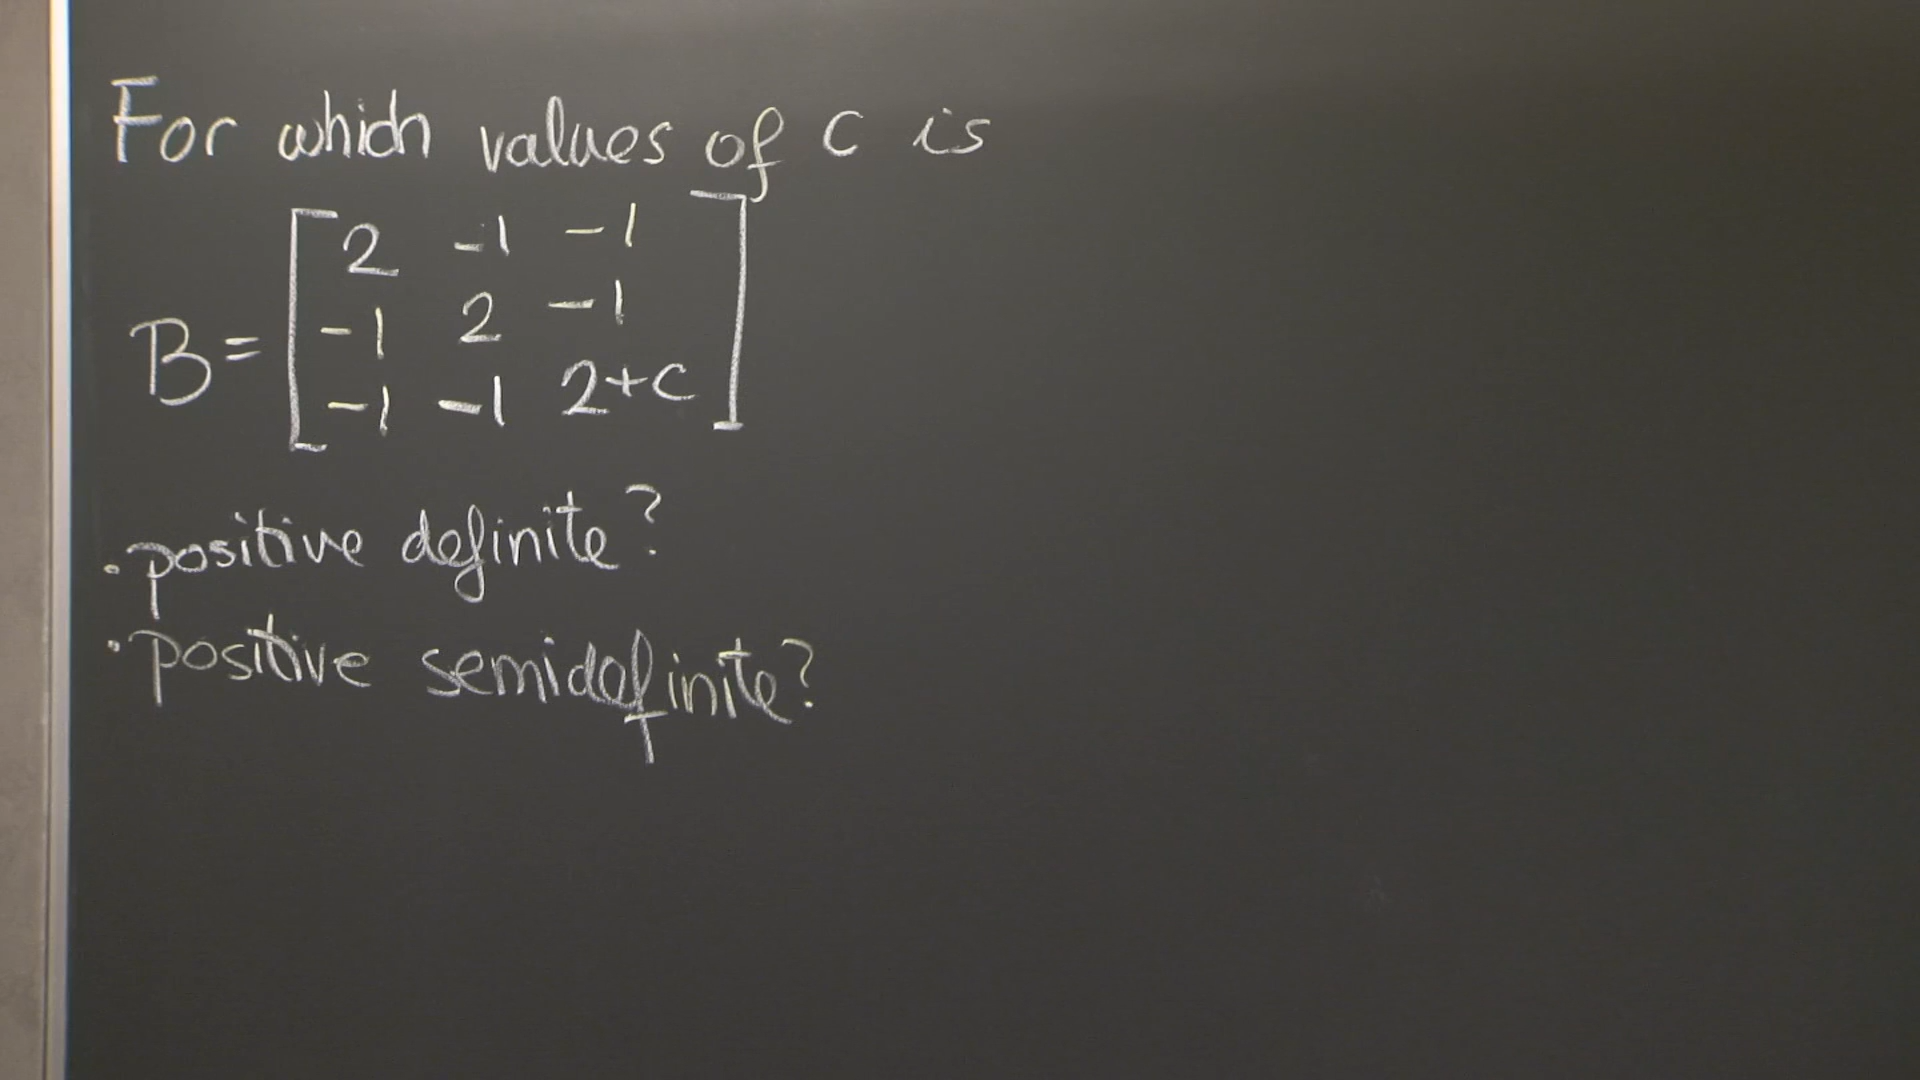 For which values of c is
2 -1 -1
B= -1 2 -1
-1 -1 2+c
· positive definite?
· positive semidefinite?